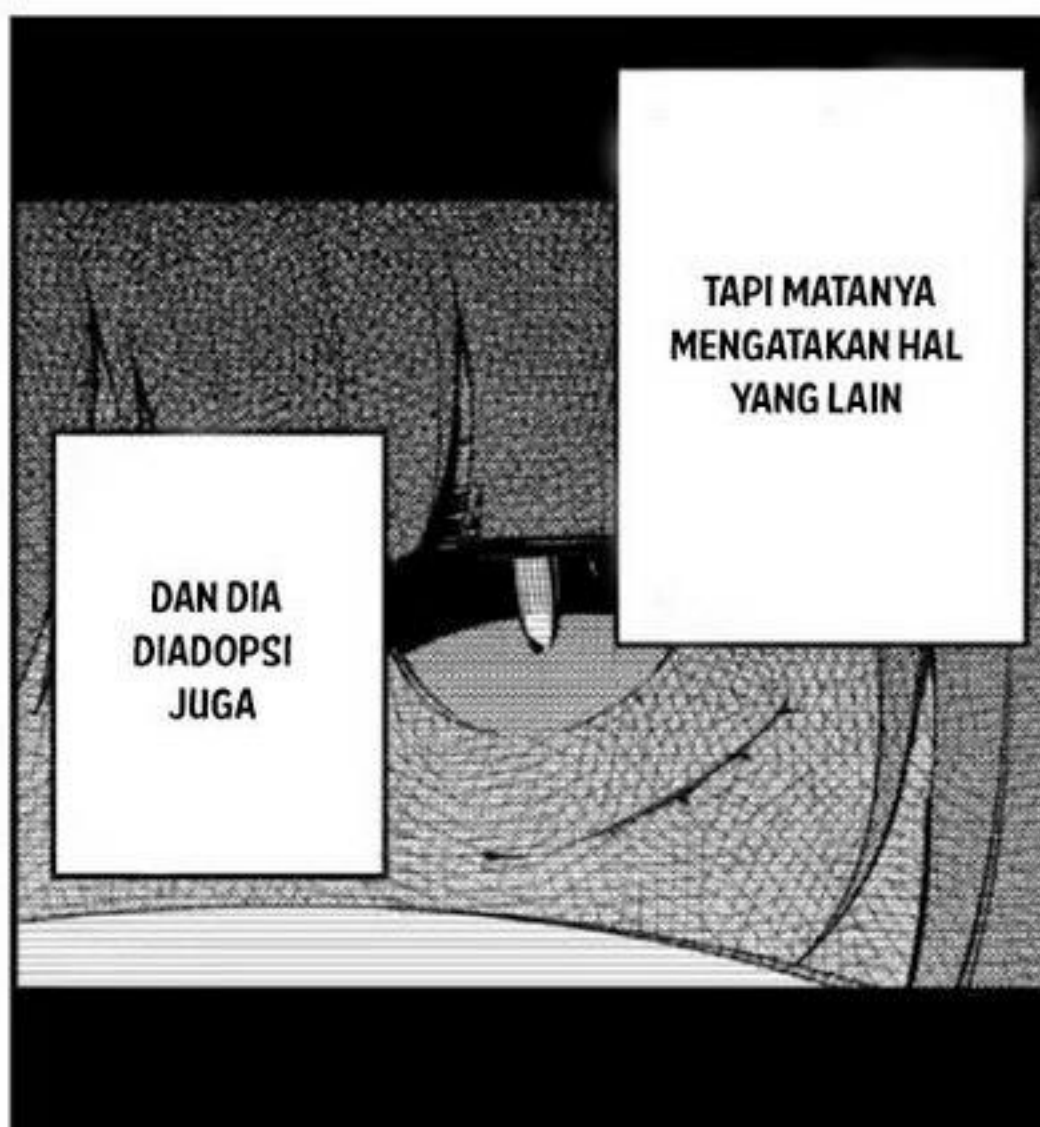 TAPI MATANYA
MENGATAKAN HAL
YANG LAIN
DAN DIA
DIADOPSI
JUGA